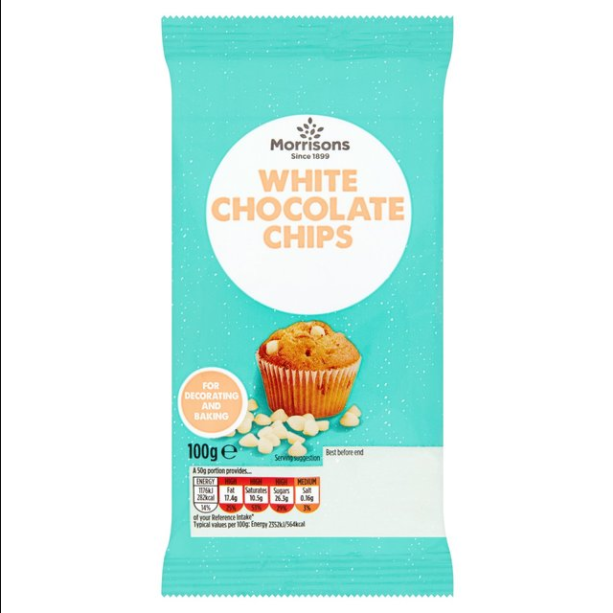 Morrisons
Since 1899
WHITE
CHOCOLATE
CHIPS
FOR
DECORATING
AND
BAKING
100g e
Serving suggestion
Best before end
A 50g portion provides...
ENERGY HIGH HIGH HIGH MEDIUM
1176kJ Fat Saturates Sugars Salt
282kcal 17.4g 10.5g 26.3g 0.16g
14% 25% 53% 29% 3%
of your Reference Intake*
Typical values per 100g: Energy 2352kJ/564kcal